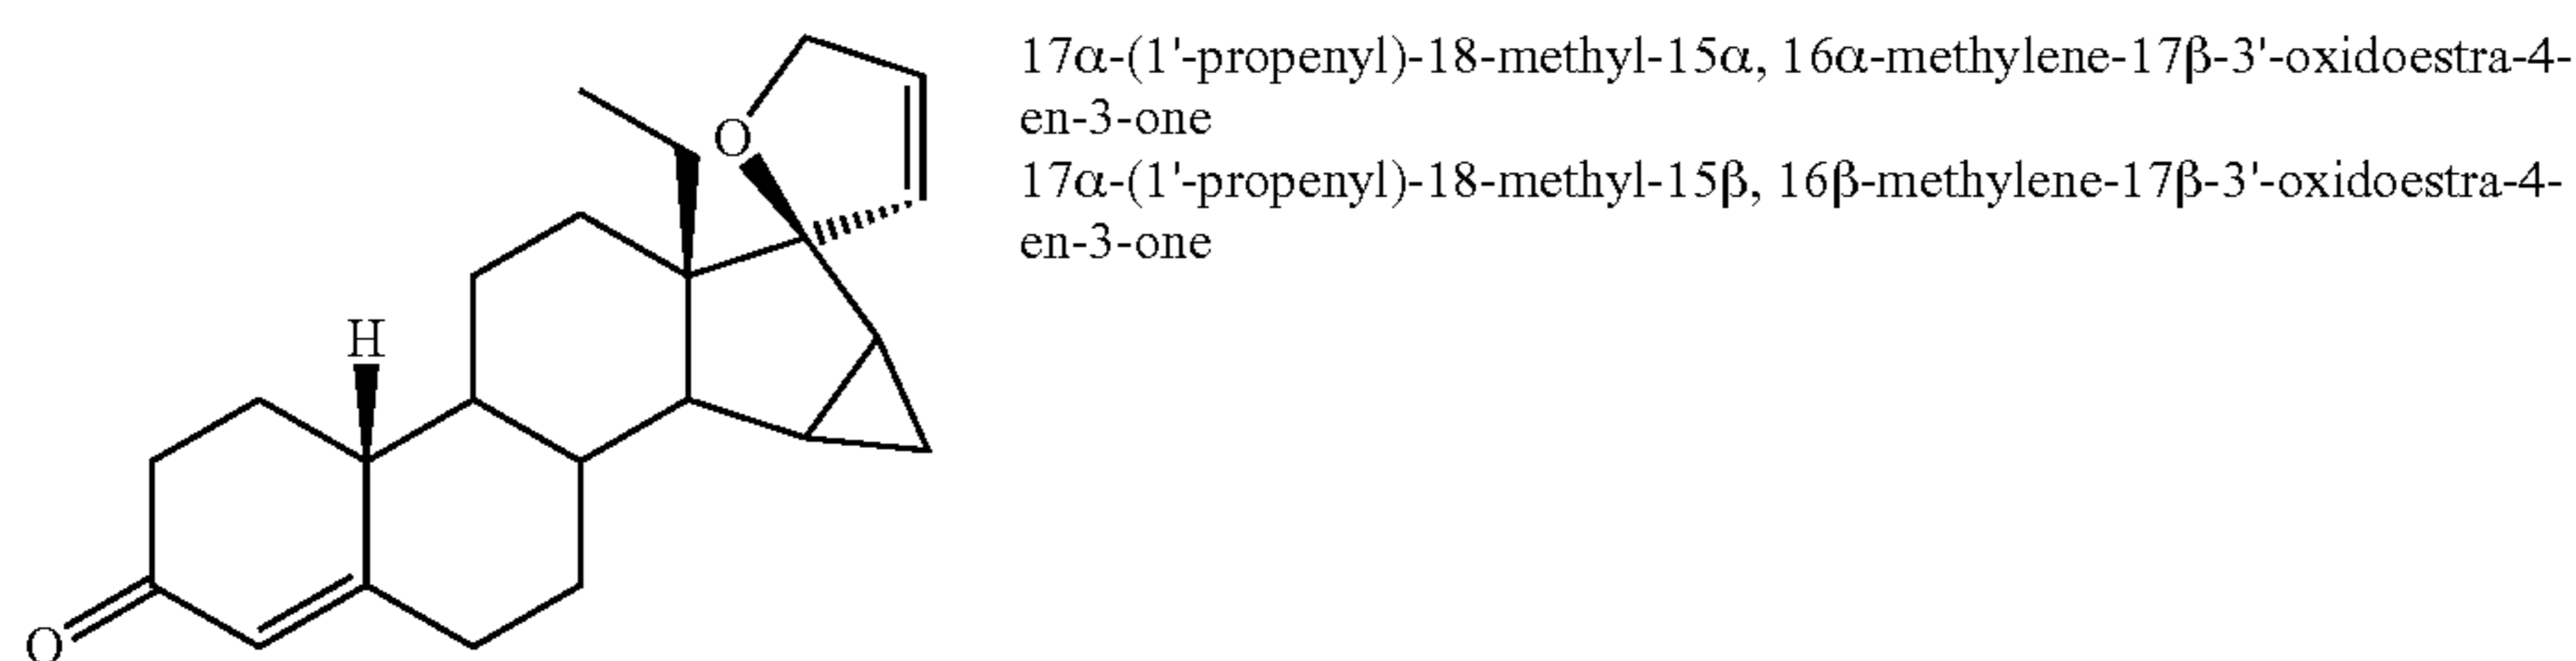 O
17α-(1'-propenyl)-18-methyl-15α, 16α-methylene-17β-3'-oxidoestra-4-
en-3-one
17α-(1'-propenyl)-18-methyl-15β, 16β-methylene-17β-3'-oxidoestra-4-
en-3-one
H
O